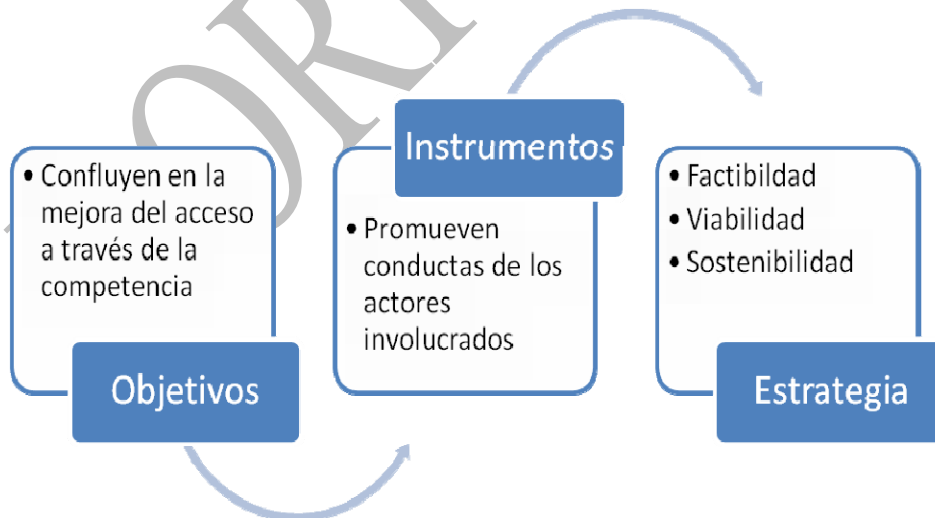 • Confluyen en la
mejora del acceso
a través de la
competencia
Objetivos
Instrumentos
• Promueven
conductas de los
actores
involucrados
• Factibildad
• Viabilidad
• Sostenibilidad
Estrategia